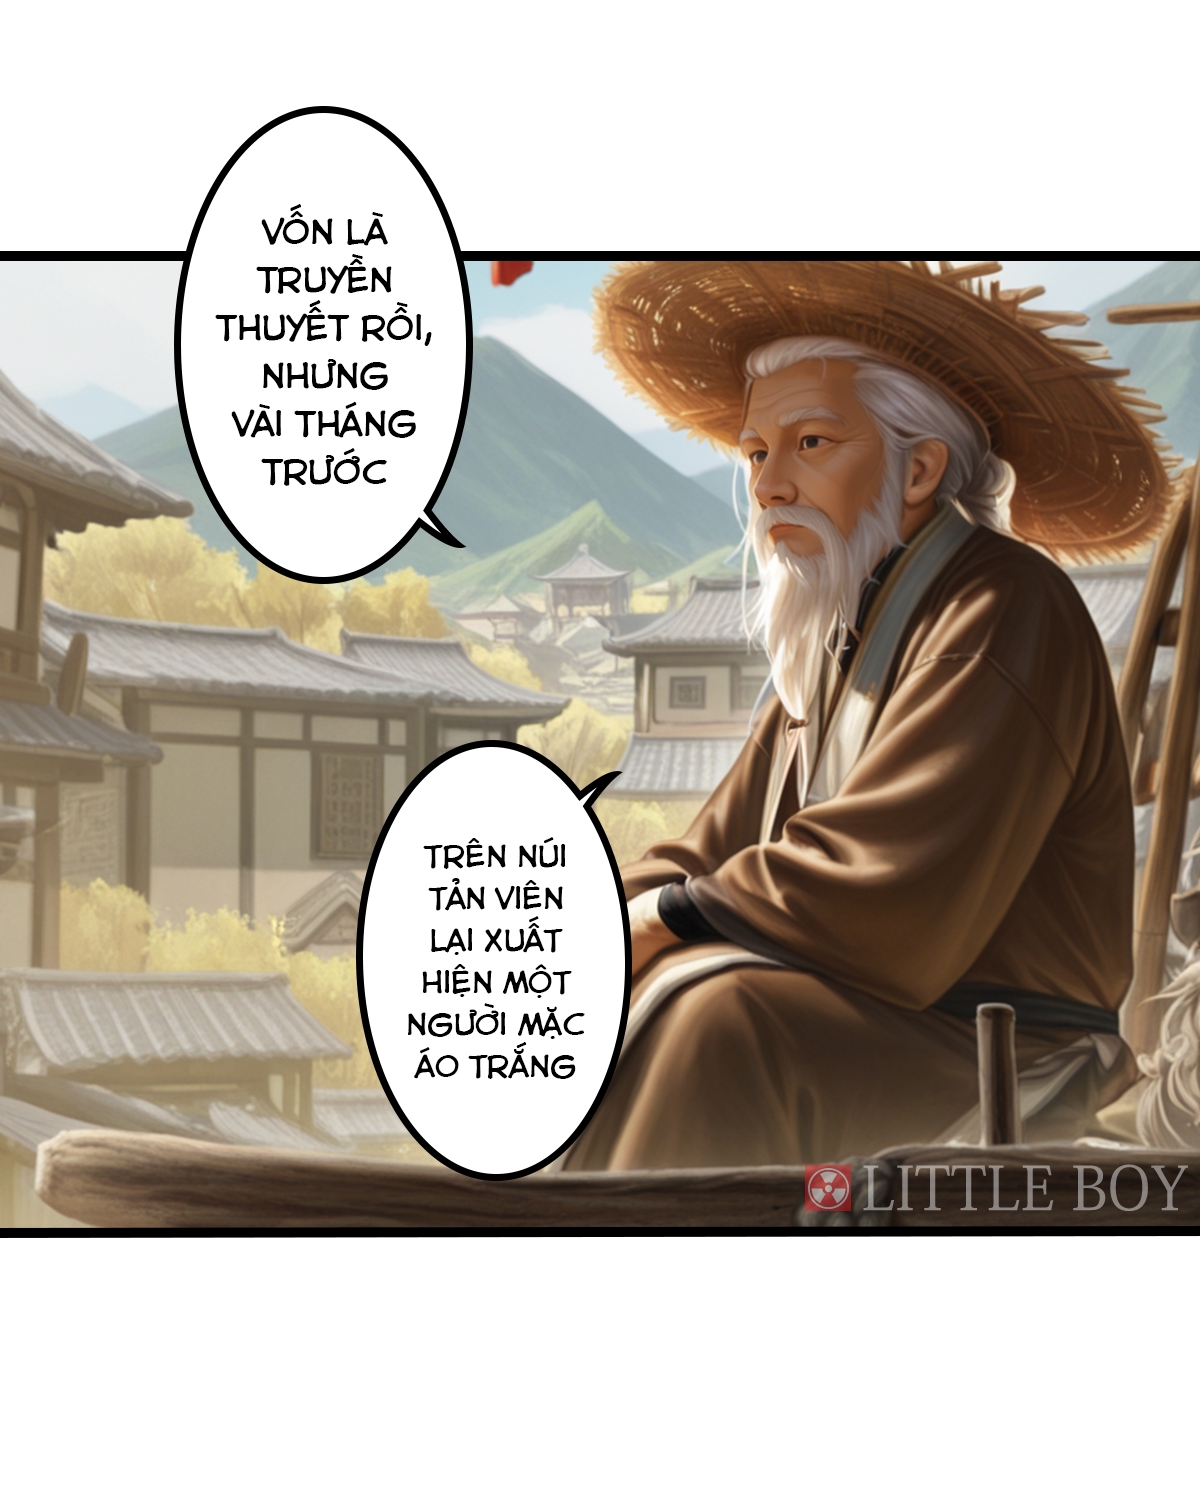 VỐN LÀ
TRUYỀN
THUYẾT RỒI,
NHƯNG
VÀI THÁNG
TRƯỚC
TRÊN NÚI
TẢN VIÊN
LẠI XUẤT
HIỆN MỘT
NGƯỜI MẶC
ÁO TRẮNG
LITTLE BOY